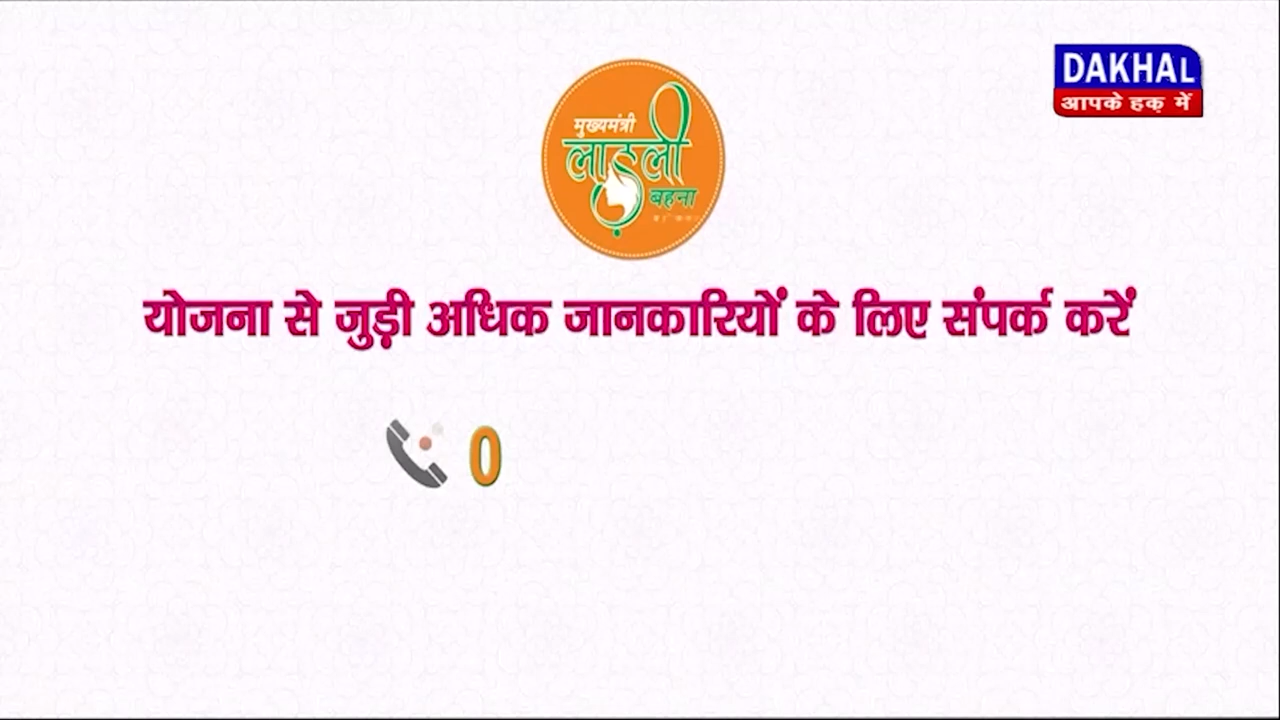 DAKHAL
आपके हक में
मुख्यमंत्री
लाड़ली
बहना
योजना से जुड़ी अधिक जानकारियों के लिए संपर्क करें
0